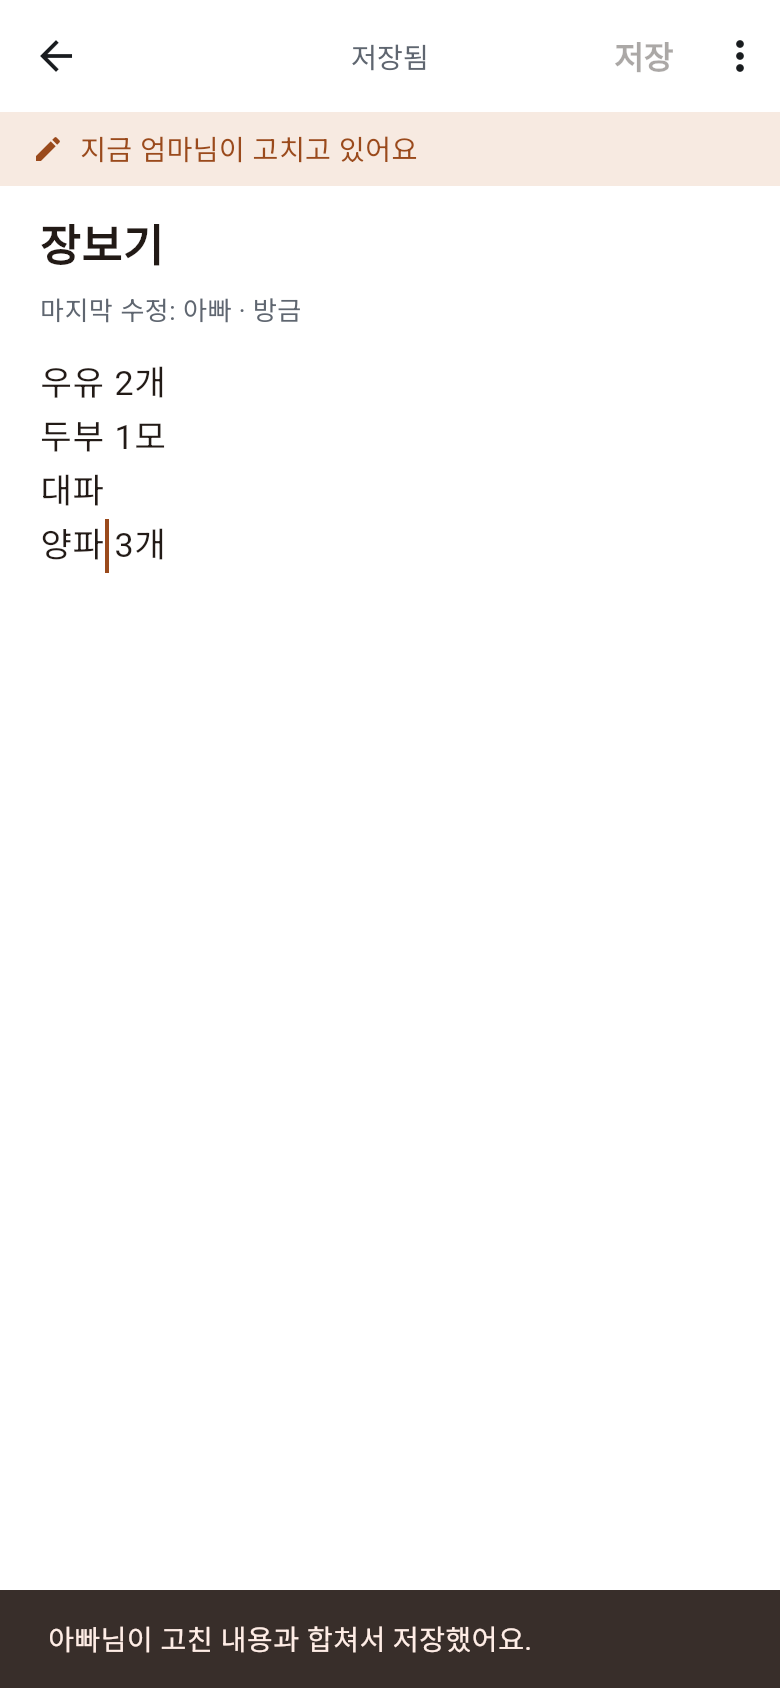 저장됨 저장
지금 엄마님이 고치고 있어요
장보기
마지막 수정: 아빠 · 방금
우유 2개
두부 1모
대파
양파 3개
아빠님이 고친 내용과 합쳐서 저장했어요.